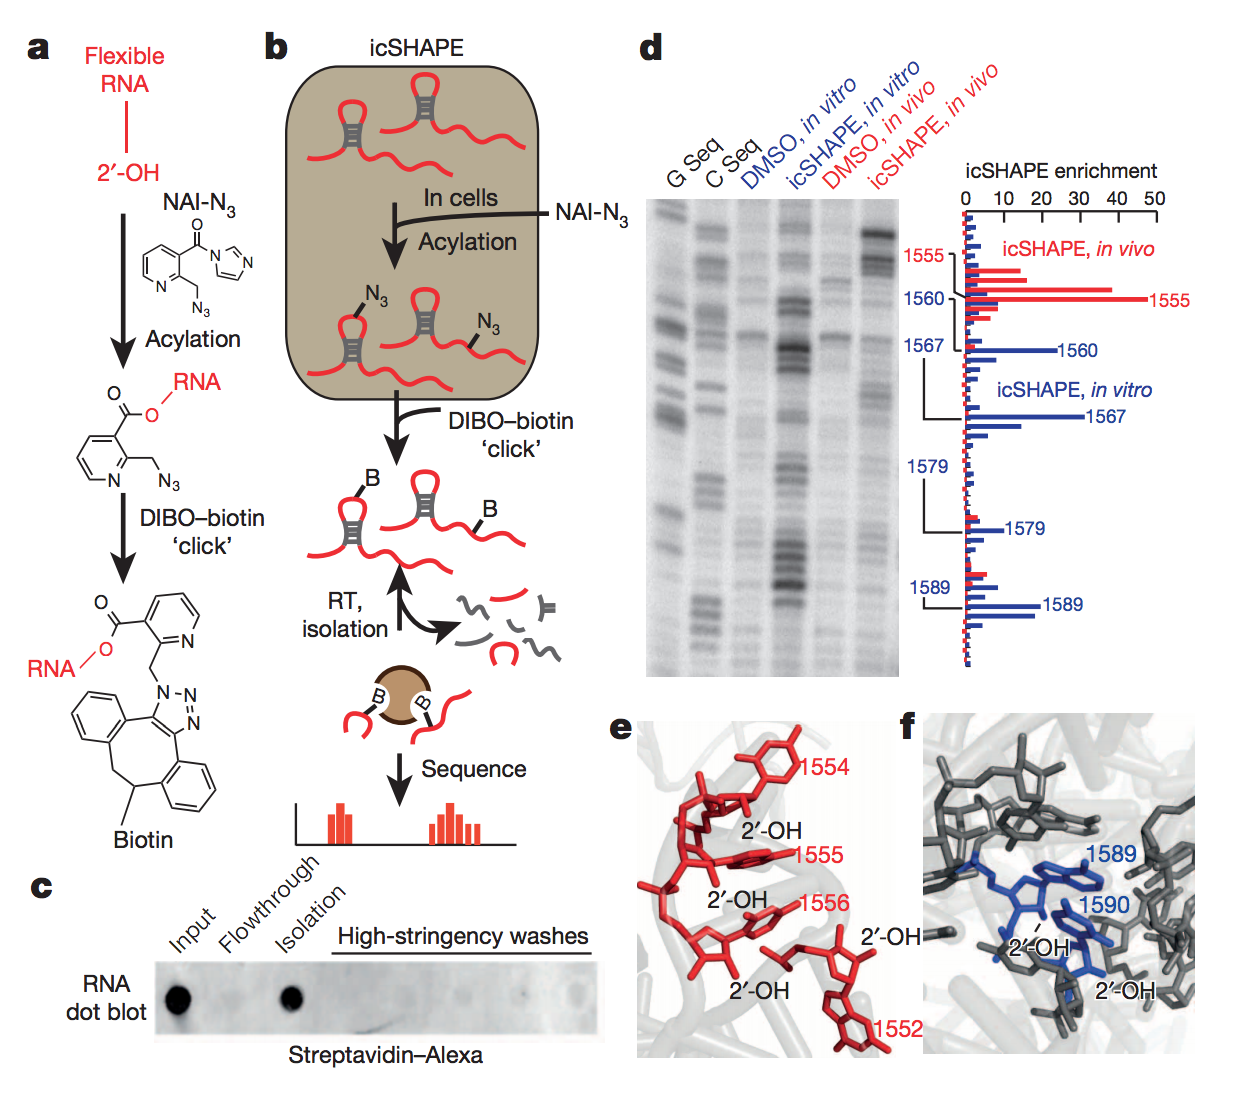 a
Flexible
RNA
2′-OH
NAI-N3
O
N
N
N
N3
Acylation
RNA
O
O
N
N3
DIBO–biotin
‘click’
O
O
N
RNA
N
N
N
Biotin
b
icSHAPE
In cells
NAI-N3
Acylation
N3
N3
DIBO–biotin
‘click’
B
B
RT,
isolation
B
B
Sequence
c
Input
Flowthrough
Isolation
High-stringency washes
RNA
dot blot
Streptavidin–Alexa
d
G Seq
C Seq
DMSO, in vitro
icSHAPE, in vitro
DMSO, in vivo
icSHAPE, in vivo
icSHAPE enrichment
0 10 20 30 40 50
icSHAPE, in vivo
1555
1555
1560
1567
1560
icSHAPE, in vitro
1567
1579
1579
1589
1589
e
1554
2′-OH
1555
2′-OH
1556
2′-OH
2′-OH
1552
f
1589
1590
2′-OH
2′-OH